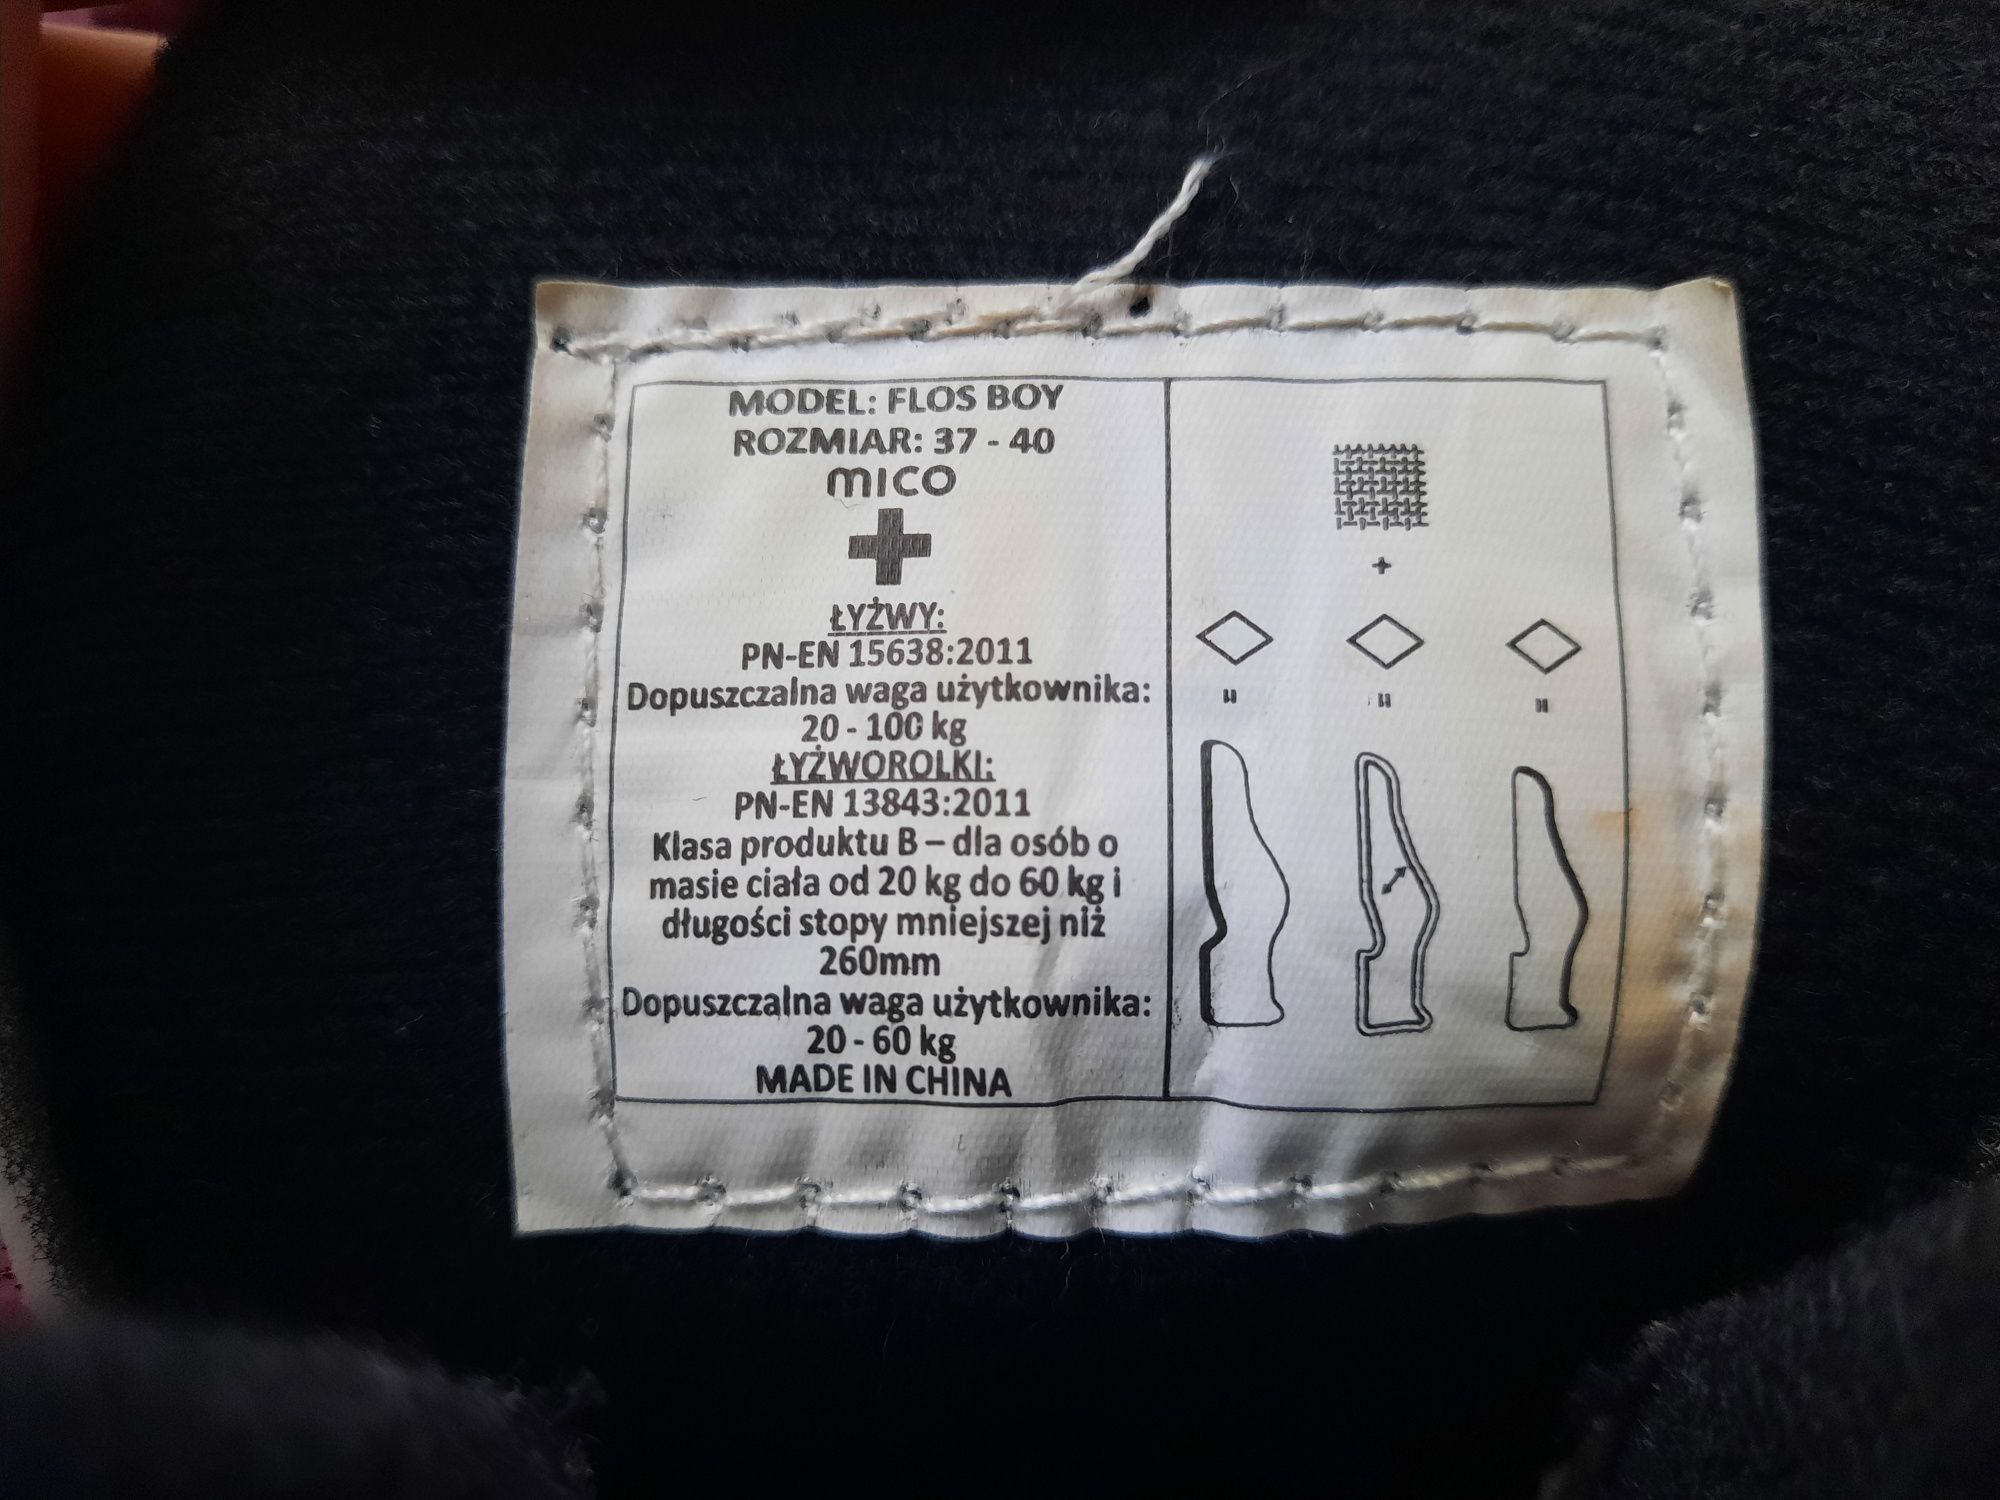 MODEL: FLOS BOY
ROZMIAR: 37 - 40
mico
ŁYŻWY:
PN-EN 15638:2011
Dopuszczalna waga użytkownika:
20 - 100 kg
ŁYŻWOROLKI:
PN-EN 13843:2011
Klasa produktu B – dla osób o
masie ciała od 20 kg do 60 kg i
długości stopy mniejszej niż
260mm
Dopuszczalna waga użytkownika:
20 - 60 kg
MADE IN CHINA